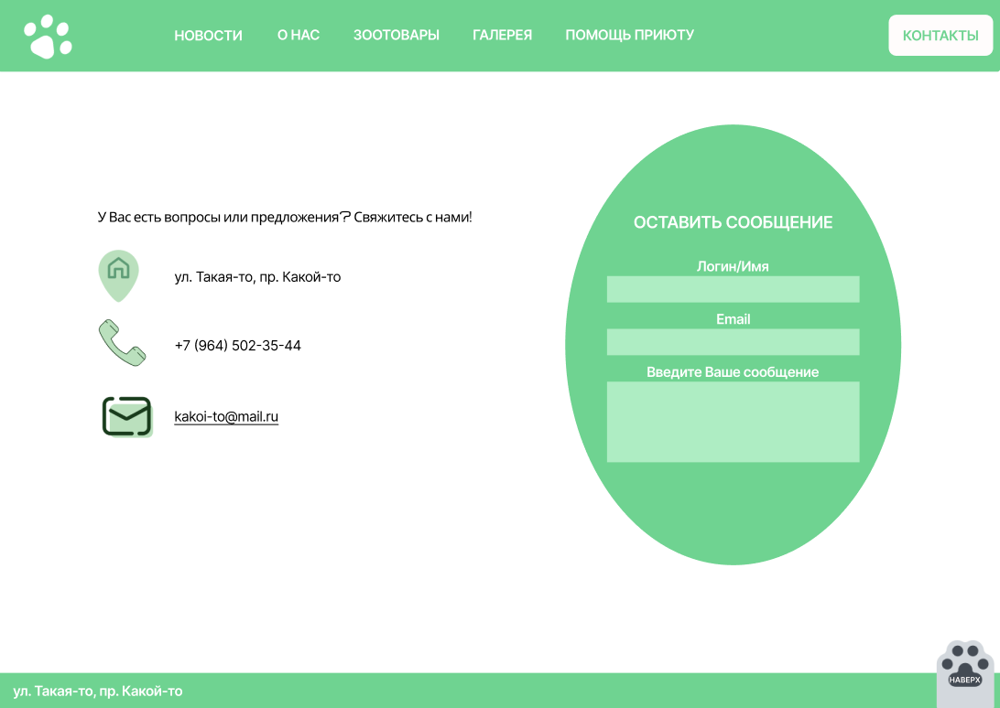 НОВОСТИ
О НАС
ЗООТОВАРЫ
ГАЛЕРЕЯ
ПОМОЩЬ ПРИЮТУ
КОНТАКТЫ
У Вас есть вопросы или предложения? Свяжитесь с нами!
ул. Такая-то, пр. Какой-то
+7 (964) 502-35-44
kakoi-to@mail.ru
ОСТАВИТЬ СООБЩЕНИЕ
Логин/Имя
Email
Введите Ваше сообщение
НАВЕРХ
ул. Такая-то, пр. Какой-то